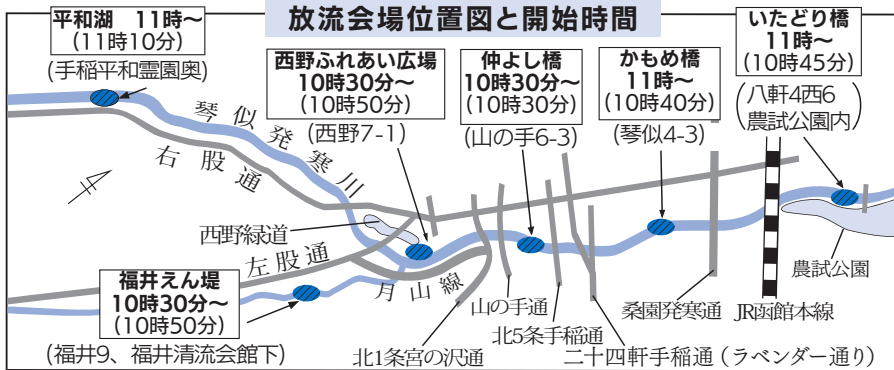 放流会場位置図と開始時間
平和湖 11時〜
(11時10分)
(手稲平和霊園奥)
西野ふれあい広場
10時30分〜
(10時50分)
(西野7-1)
仲よし橋
10時30分〜
(10時30分)
(山の手6-3)
かもめ橋
11時〜
(10時40分)
(琴似4-3)
いたどり橋
11時〜
(10時45分)
(八軒4西6
農試公園内)
琴似発寒川
右股通
西野緑道
左股通
月山線
福井えん堤
10時30分〜
(10時50分)
(福井9、福井清流会館下)
北1条宮の沢通
山の手通
北5条手稲通
二十四軒手稲通(ラベンダー通り)
桑園発寒通
JR函館本線
農試公園